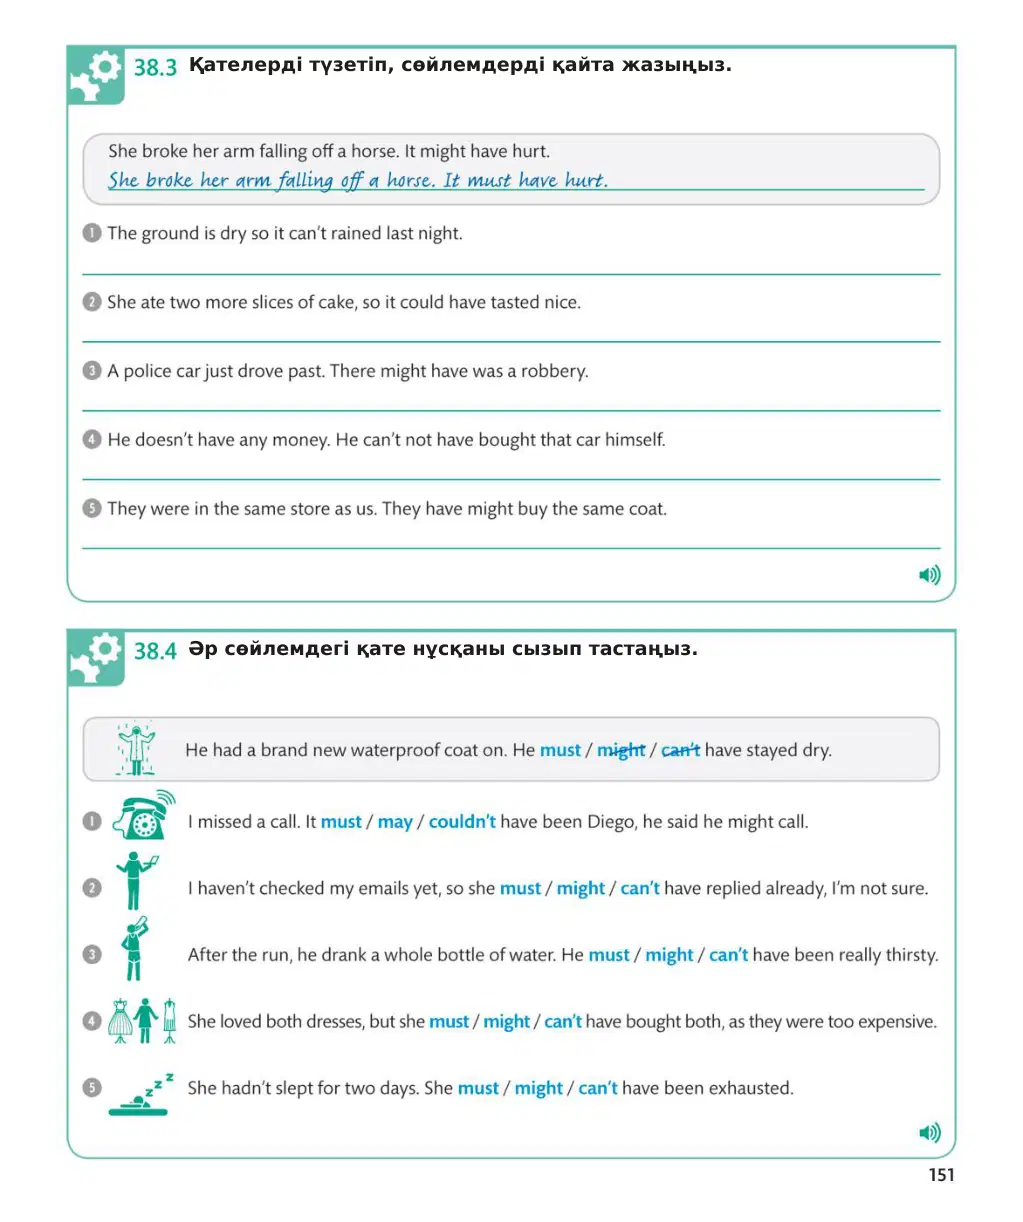 38.3 Қателерді түзетіп, сөйлемдерді қайта жазыңыз.
She broke her arm falling off a horse. It might have hurt.
She broke her arm falling off a horse. It must have hurt.
1 The ground is dry so it can't rained last night.
2 She ate two more slices of cake, so it could have tasted nice.
3 A police car just drove past. There might have was a robbery.
4 He doesn't have any money. He can't not have bought that car himself.
5 They were in the same store as us. They have might buy the same coat.
38.4 Әр сөйлемдегі қате нұсқаны сызып тастаңыз.
He had a brand new waterproof coat on. He must / might / can't have stayed dry.
1 I missed a call. It must / may / couldn't have been Diego, he said he might call.
2 I haven't checked my emails yet, so she must / might / can't have replied already, I'm not sure.
3 After the run, he drank a whole bottle of water. He must / might / can't have been really thirsty.
4 She loved both dresses, but she must / might / can't have bought both, as they were too expensive.
z z z
5 She hadn't slept for two days. She must / might / can't have been exhausted.
151